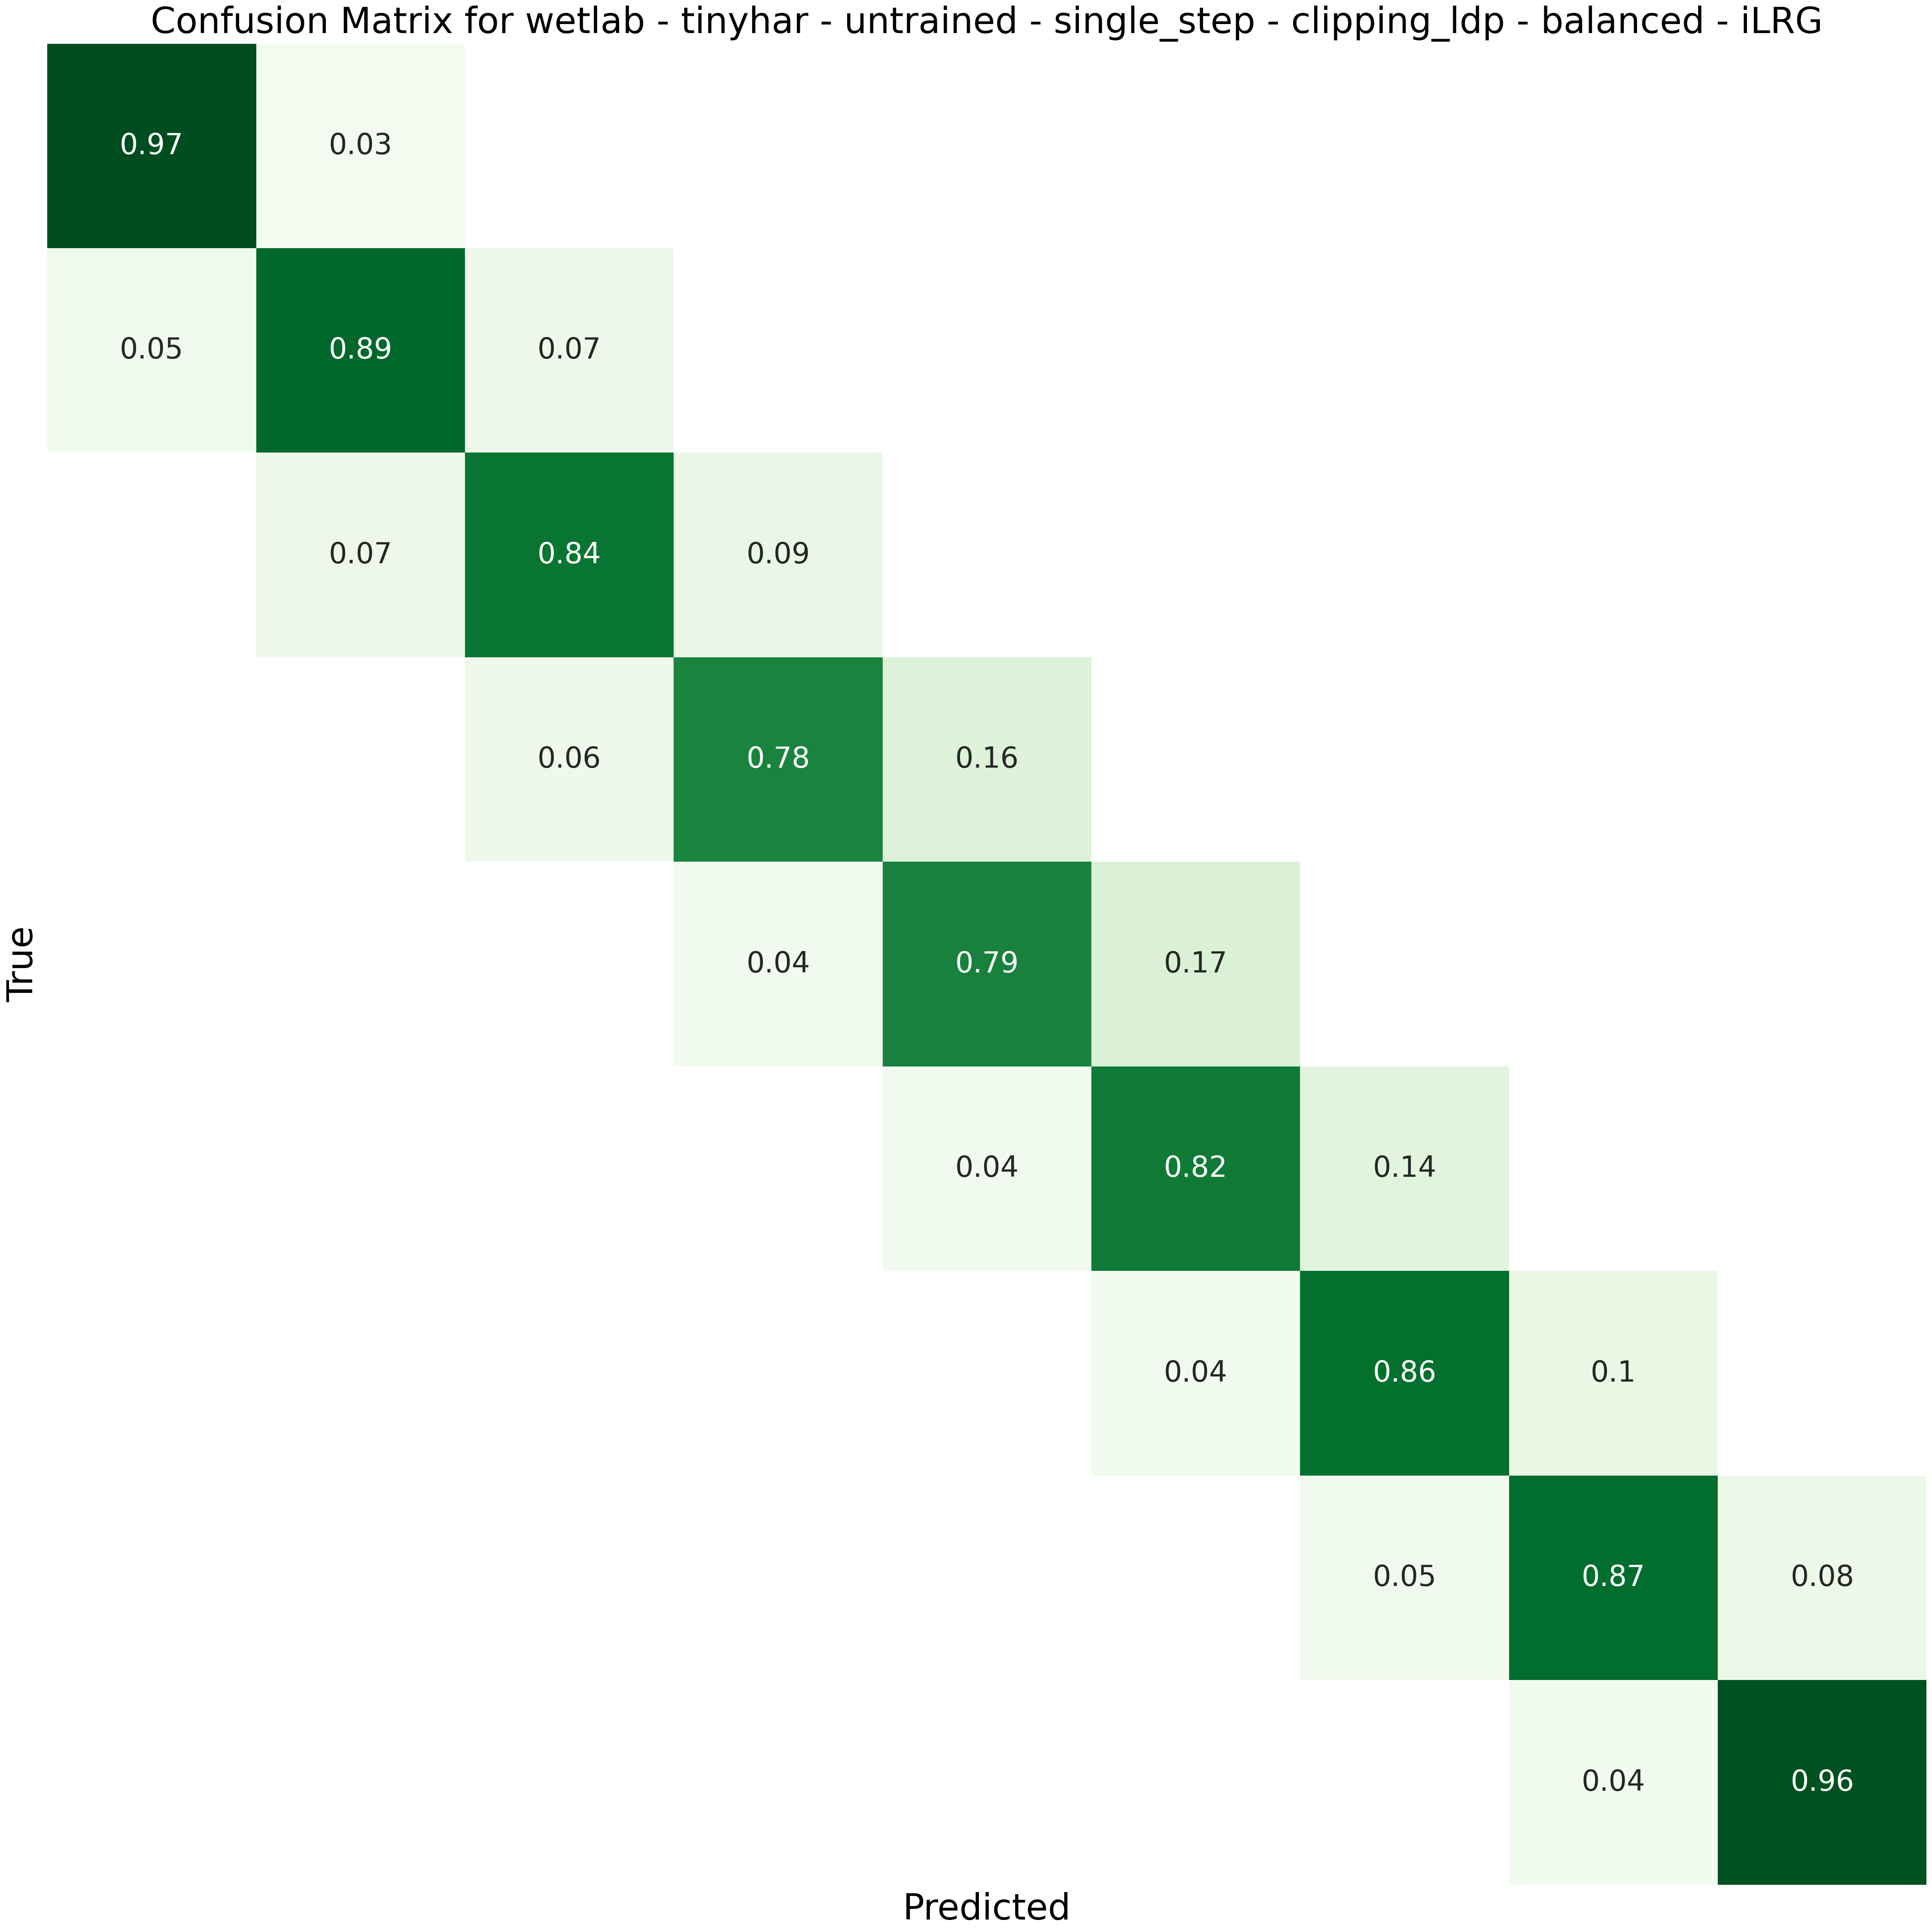 Confusion Matrix for wetlab - tinyhar - untrained - single_step - clipping_ldp - balanced - iLRG
0.97 0.03
0.05 0.89 0.07
0.07 0.84 0.09
0.06 0.78 0.16
0.04 0.79 0.17
0.04 0.82 0.14
0.04 0.86 0.1
0.05 0.87 0.08
0.04 0.96
True
Predicted